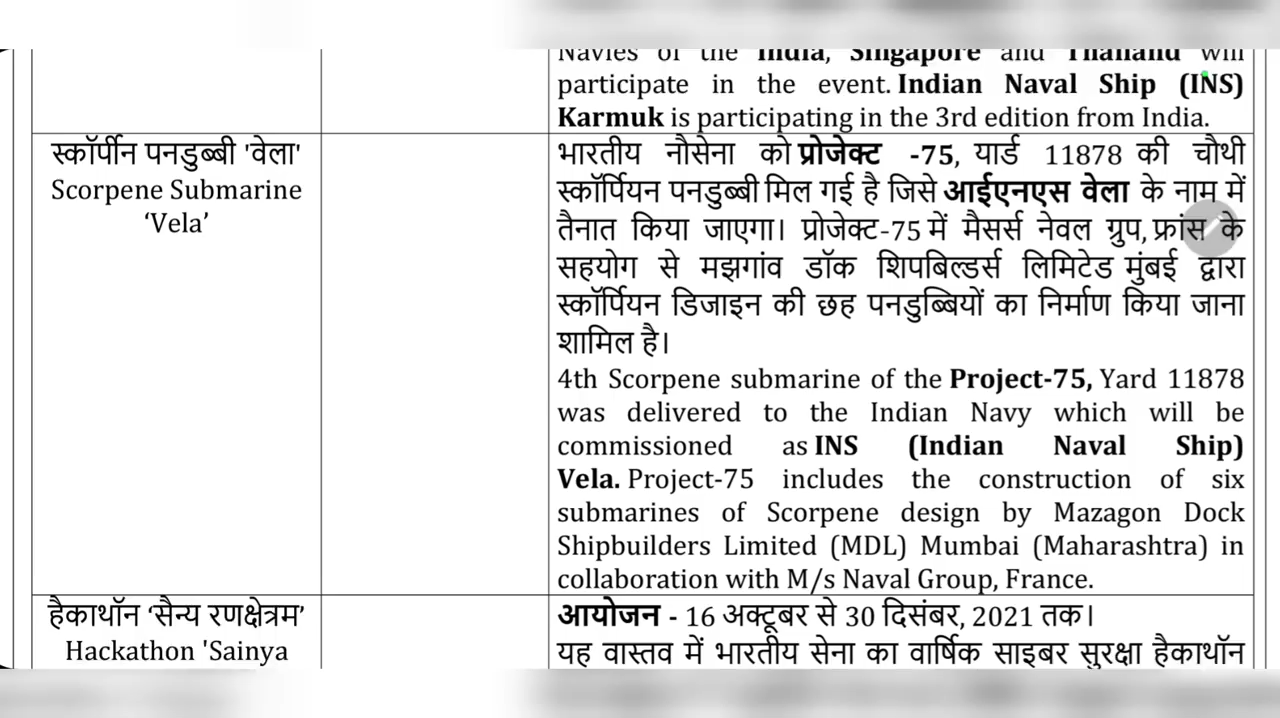 Navies of the India, Singapore and Thailand will
participate in the event. Indian Naval Ship (INS)
Karmuk is participating in the 3rd edition from India.
स्कॉर्पीन पनडुब्बी 'वेला'
Scorpene Submarine
‘Vela’
भारतीय नौसेना को प्रोजेक्ट -75, यार्ड 11878 की चौथी
स्कॉर्पियन पनडुब्बी मिल गई है जिसे आईएनएस वेला के नाम में
तैनात किया जाएगा। प्रोजेक्ट-75 में मैसर्स नेवल ग्रुप, फ्रांस के
सहयोग से मझगांव डॉक शिपबिल्डर्स लिमिटेड मुंबई द्वारा
स्कॉर्पियन डिजाइन की छह पनडुब्बियों का निर्माण किया जाना
शामिल है।
4th Scorpene submarine of the Project-75, Yard 11878
was delivered to the Indian Navy which will be
commissioned as INS (Indian Naval Ship)
Vela. Project-75 includes the construction of six
submarines of Scorpene design by Mazagon Dock
Shipbuilders Limited (MDL) Mumbai (Maharashtra) in
collaboration with M/s Naval Group, France.
हैकाथॉन ‘सैन्य रणक्षेत्रम’
Hackathon 'Sainya
आयोजन - 16 अक्टूबर से 30 दिसंबर, 2021 तक।
यह वास्तव में भारतीय सेना का वार्षिक साइबर सुरक्षा हैकाथॉन